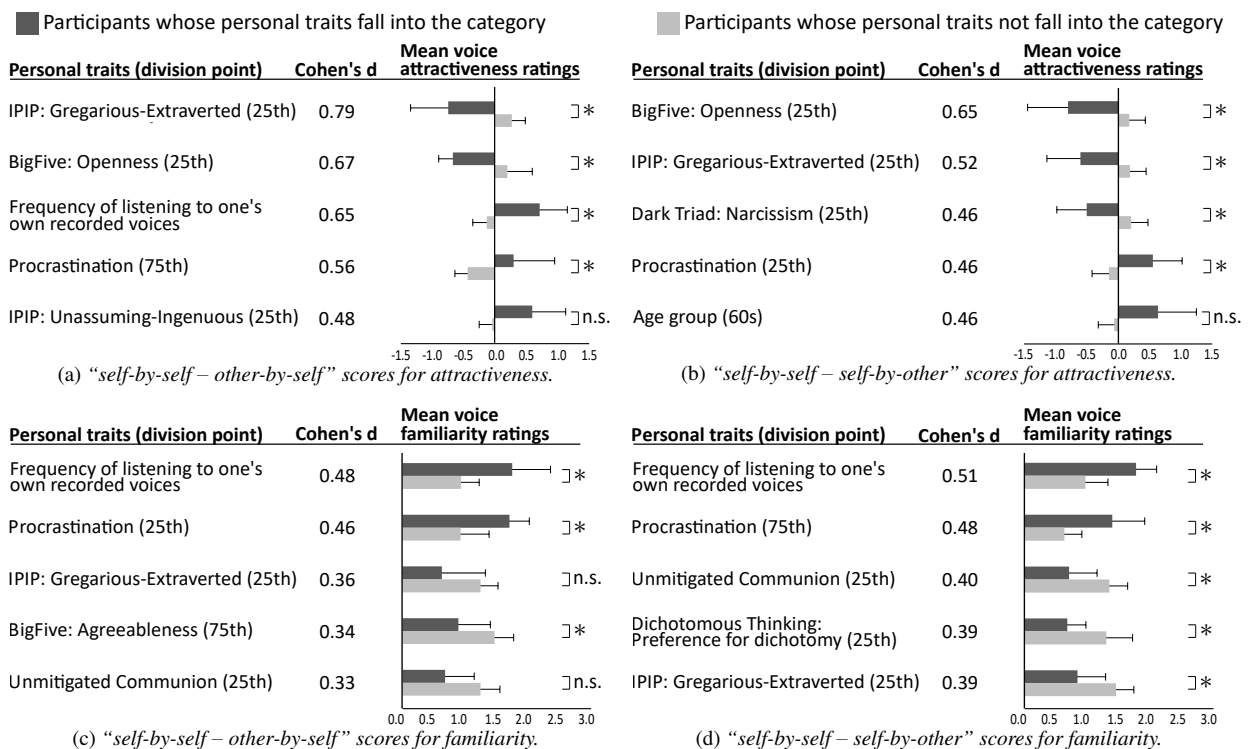 Participants whose personal traits fall into the category
Participants whose personal traits not fall into the category
Personal traits (division point) Cohen's d Mean voice
attractiveness ratings
IPIP: Gregarious-Extraverted (25th) 0.79 *
BigFive: Openness (25th) 0.67 *
Frequency of listening to one's
own recorded voices 0.65 *
Procrastination (75th) 0.56 *
IPIP: Unassuming-Ingenuous (25th) 0.48 n.s.
-1.5 -1.0 -0.5 0.0 0.5 1.0 1.5
(a) "self-by-self – other-by-self" scores for attractiveness.
Personal traits (division point) Cohen's d Mean voice
attractiveness ratings
BigFive: Openness (25th) 0.65 *
IPIP: Gregarious-Extraverted (25th) 0.52 *
Dark Triad: Narcissism (25th) 0.46 *
Procrastination (25th) 0.46 *
Age group (60s) 0.46 n.s.
-1.5 -1.0 -0.5 0.0 0.5 1.0 1.5
(b) "self-by-self – self-by-other" scores for attractiveness.
Personal traits (division point) Cohen's d Mean voice
familiarity ratings
Frequency of listening to one's
own recorded voices 0.48 *
Procrastination (25th) 0.46 *
IPIP: Gregarious-Extraverted (25th) 0.36 n.s.
BigFive: Agreeableness (75th) 0.34 *
Unmitigated Communion (25th) 0.33 n.s.
0.0 0.5 1.0 1.5 2.0 2.5 3.0
(c) "self-by-self – other-by-self" scores for familiarity.
Personal traits (division point) Cohen's d Mean voice
familiarity ratings
Frequency of listening to one's
own recorded voices 0.51 *
Procrastination (75th) 0.48 *
Unmitigated Communion (25th) 0.40 *
Dichotomous Thinking:
Preference for dichotomy (25th) 0.39 *
IPIP: Gregarious-Extraverted (25th) 0.39 *
0.0 0.5 1.0 1.5 2.0 2.5 3.0
(d) "self-by-self – self-by-other" scores for familiarity.